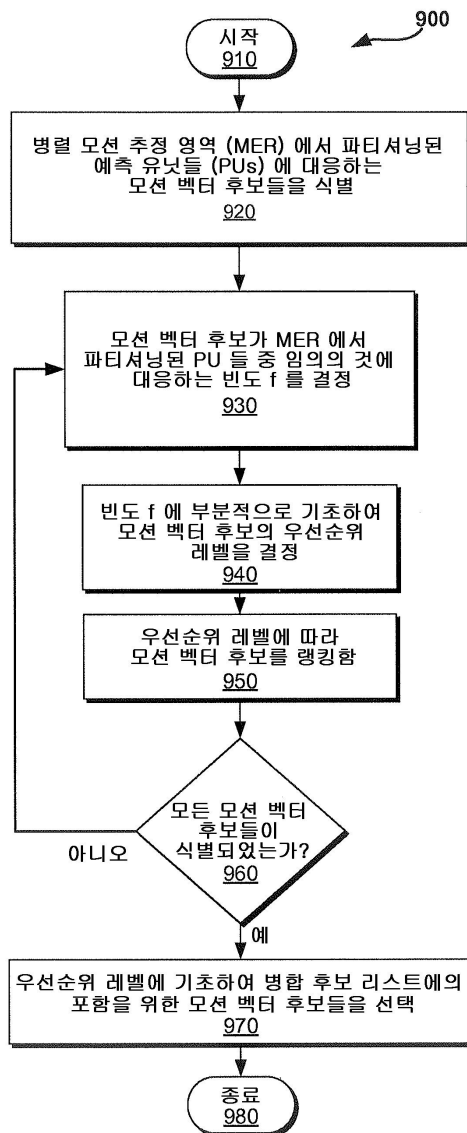 900
시작
910
병렬 모션 추정 영역 (MER) 에서 파티셔닝된
예측 유닛들 (PUs) 에 대응하는
모션 벡터 후보들을 식별
920
모션 벡터 후보가 MER 에서
파티셔닝된 PU 들 중 임의의 것에
대응하는 빈도 f 를 결정
930
빈도 f 에 부분적으로 기초하여
모션 벡터 후보의 우선순위
레벨을 결정
940
우선순위 레벨에 따라
모션 벡터 후보를 랭킹함
950
모든 모션 벡터
후보들이
식별되었는가?
960
아니오
예
우선순위 레벨에 기초하여 병합 후보 리스트에의
포함을 위한 모션 벡터 후보들을 선택
970
종료
980